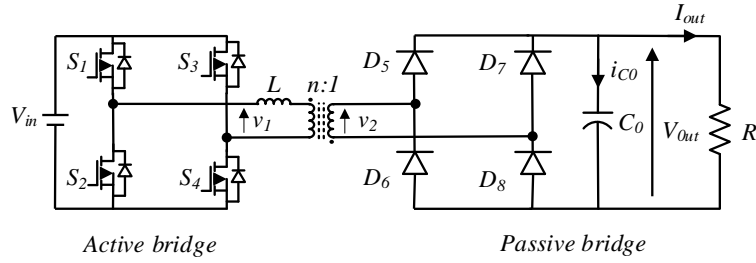 I_out
S_1
S_3
D_5
D_7
L
n:1
i_C0
V_in
v_1
v_2
C_0
V_0ut
R
S_2
S_4
D_6
D_8
Active bridge
Passive bridge